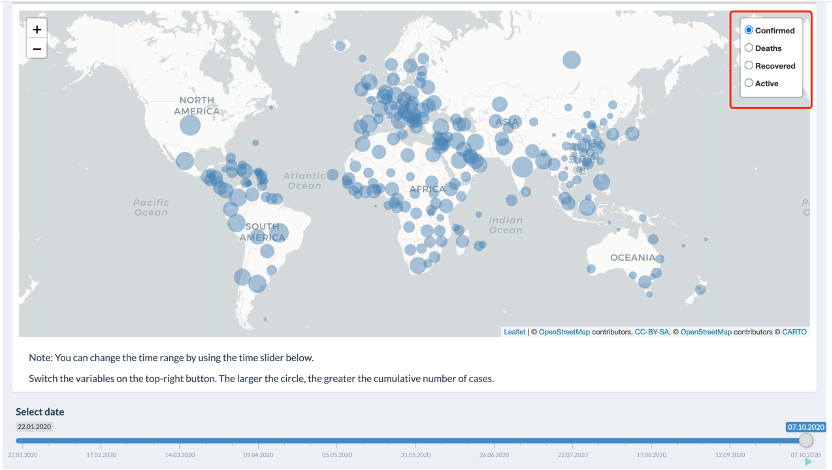 +
−
Confirmed
Deaths
Recovered
Active
NORTH
AMERICA
ASIA
Atlantic
Ocean
AFRICA
Pacific
Ocean
Indian
Ocean
SOUTH
AMERICA
OCEANIA
Leaflet | © OpenStreetMap contributors, CC-BY-SA, © OpenStreetMap contributors © CARTO
Note: You can change the time range by using the time slider below.
Switch the variables on the top-right button. The larger the circle, the greater the cumulative number of cases.
Select date
22.01.2020
07.10.2020
22.01.2020 17.02.2020 14.03.2020 09.04.2020 05.05.2020 31.05.2020 26.06.2020 22.07.2020 17.08.2020 12.09.2020 07.10.2020